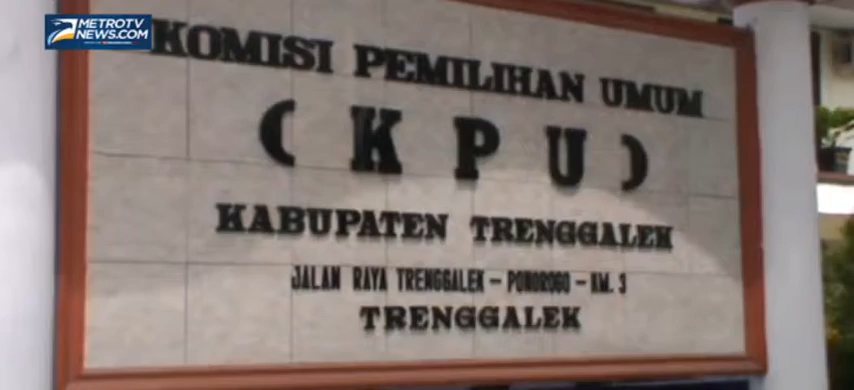 METROTV
NEWS.COM
KOMISI PEMILIHAN UMUM
( K P U )
KABUPATEN TRENGGALEK
JALAN RAYA TRENGGALEK - PONOROGO - KM. 3
TRENGGALEK